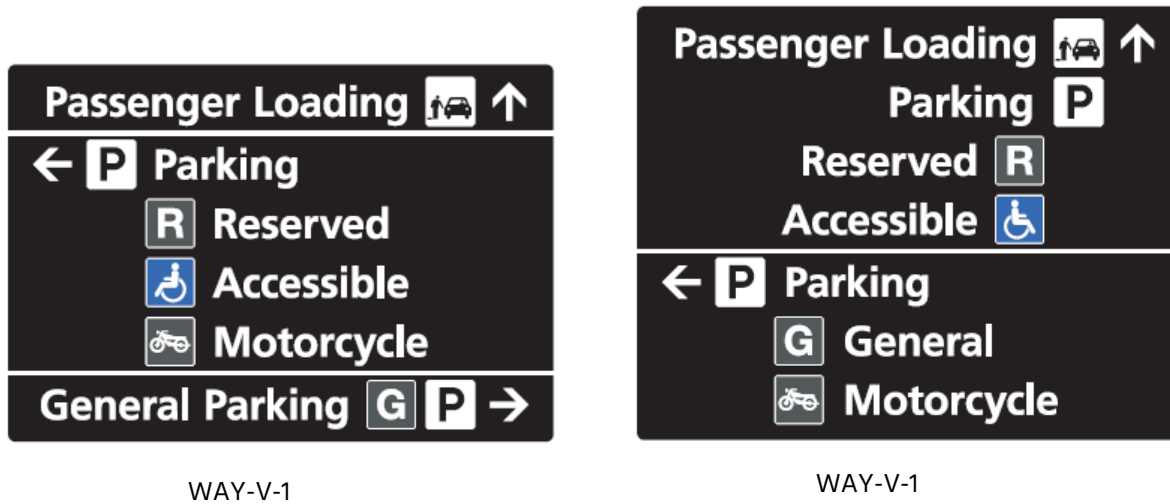 Passenger Loading ↑
← P Parking
R Reserved
Accessible
Motorcycle
General Parking G P →
WAY-V-1
Passenger Loading ↑
Parking P
Reserved R
Accessible
← P Parking
G General
Motorcycle
WAY-V-1